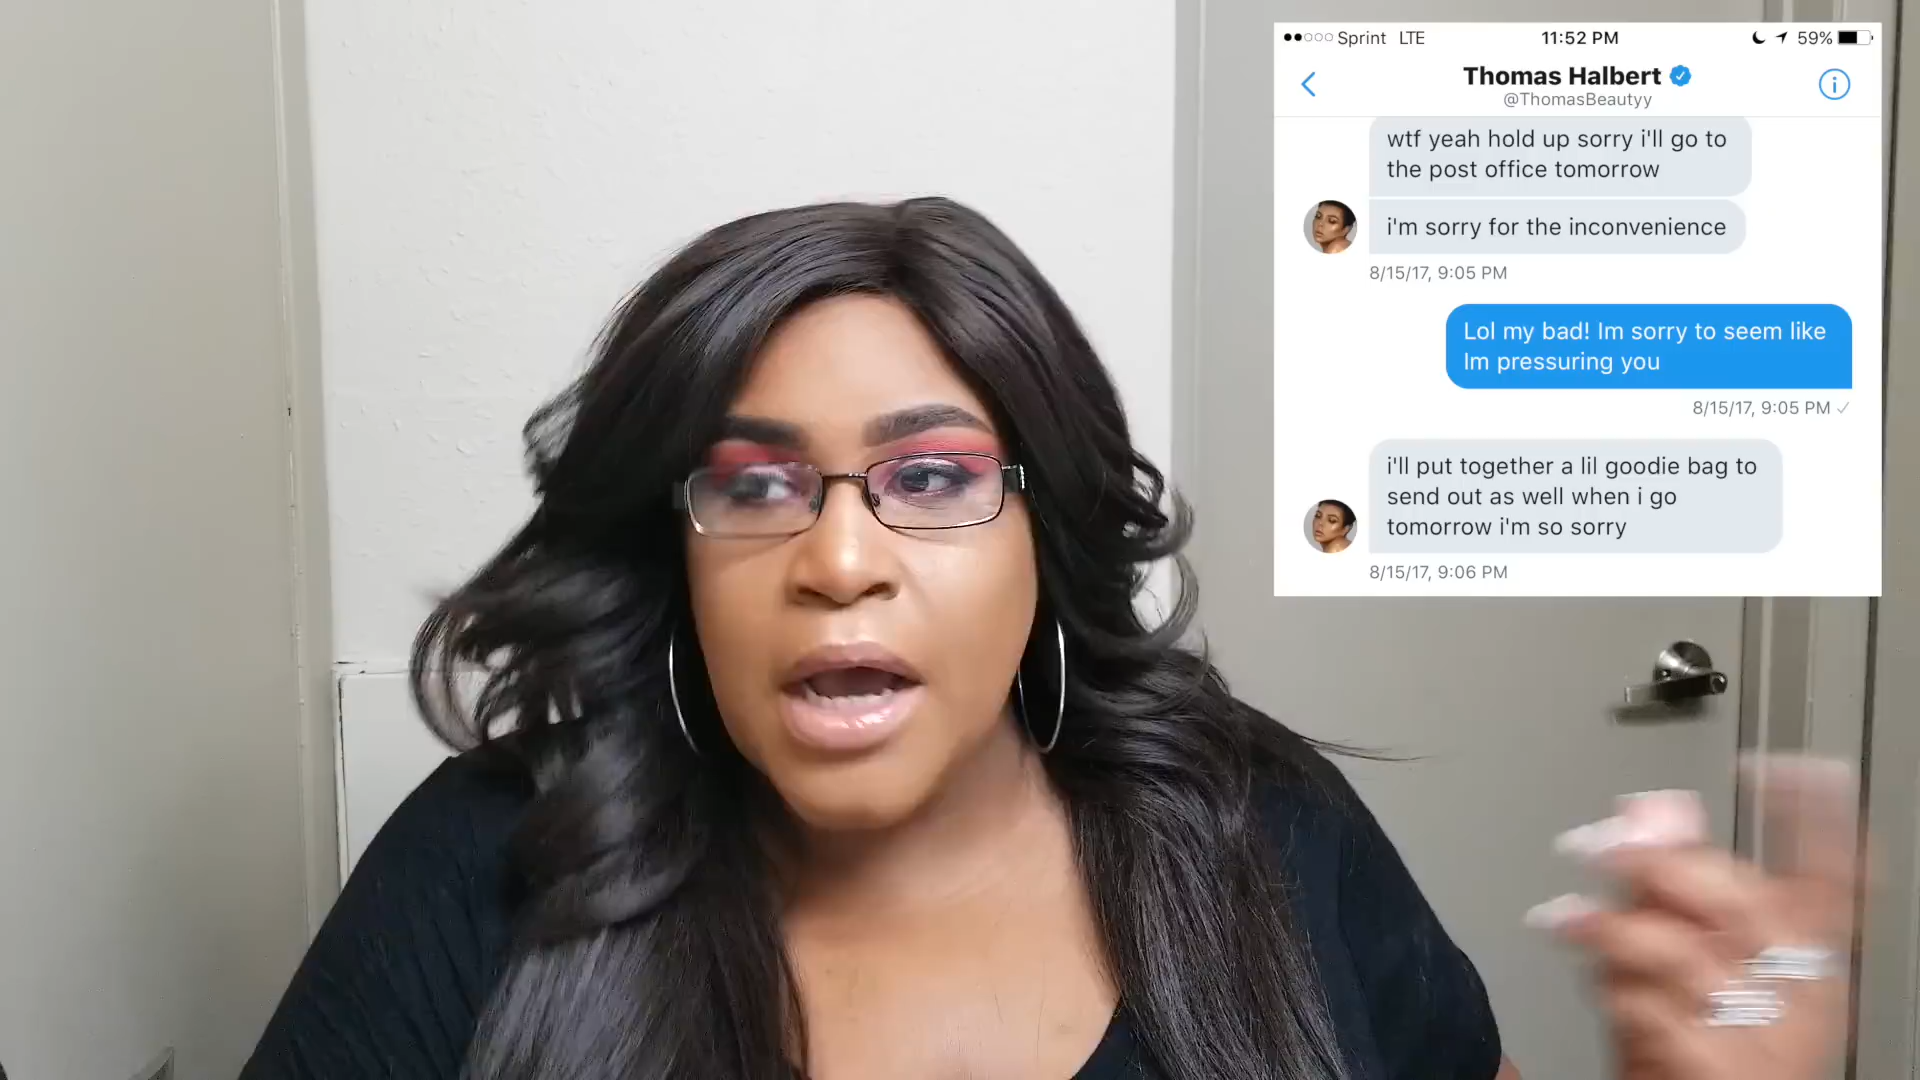 Sprint LTE 11:52 PM 59%
Thomas Halbert
@ThomasBeautyy
wtf yeah hold up sorry i'll go to
the post office tomorrow
i'm sorry for the inconvenience
8/15/17, 9:05 PM
Lol my bad! Im sorry to seem like
Im pressuring you
8/15/17, 9:05 PM
i'll put together a lil goodie bag to
send out as well when i go
tomorrow i'm so sorry
8/15/17, 9:06 PM